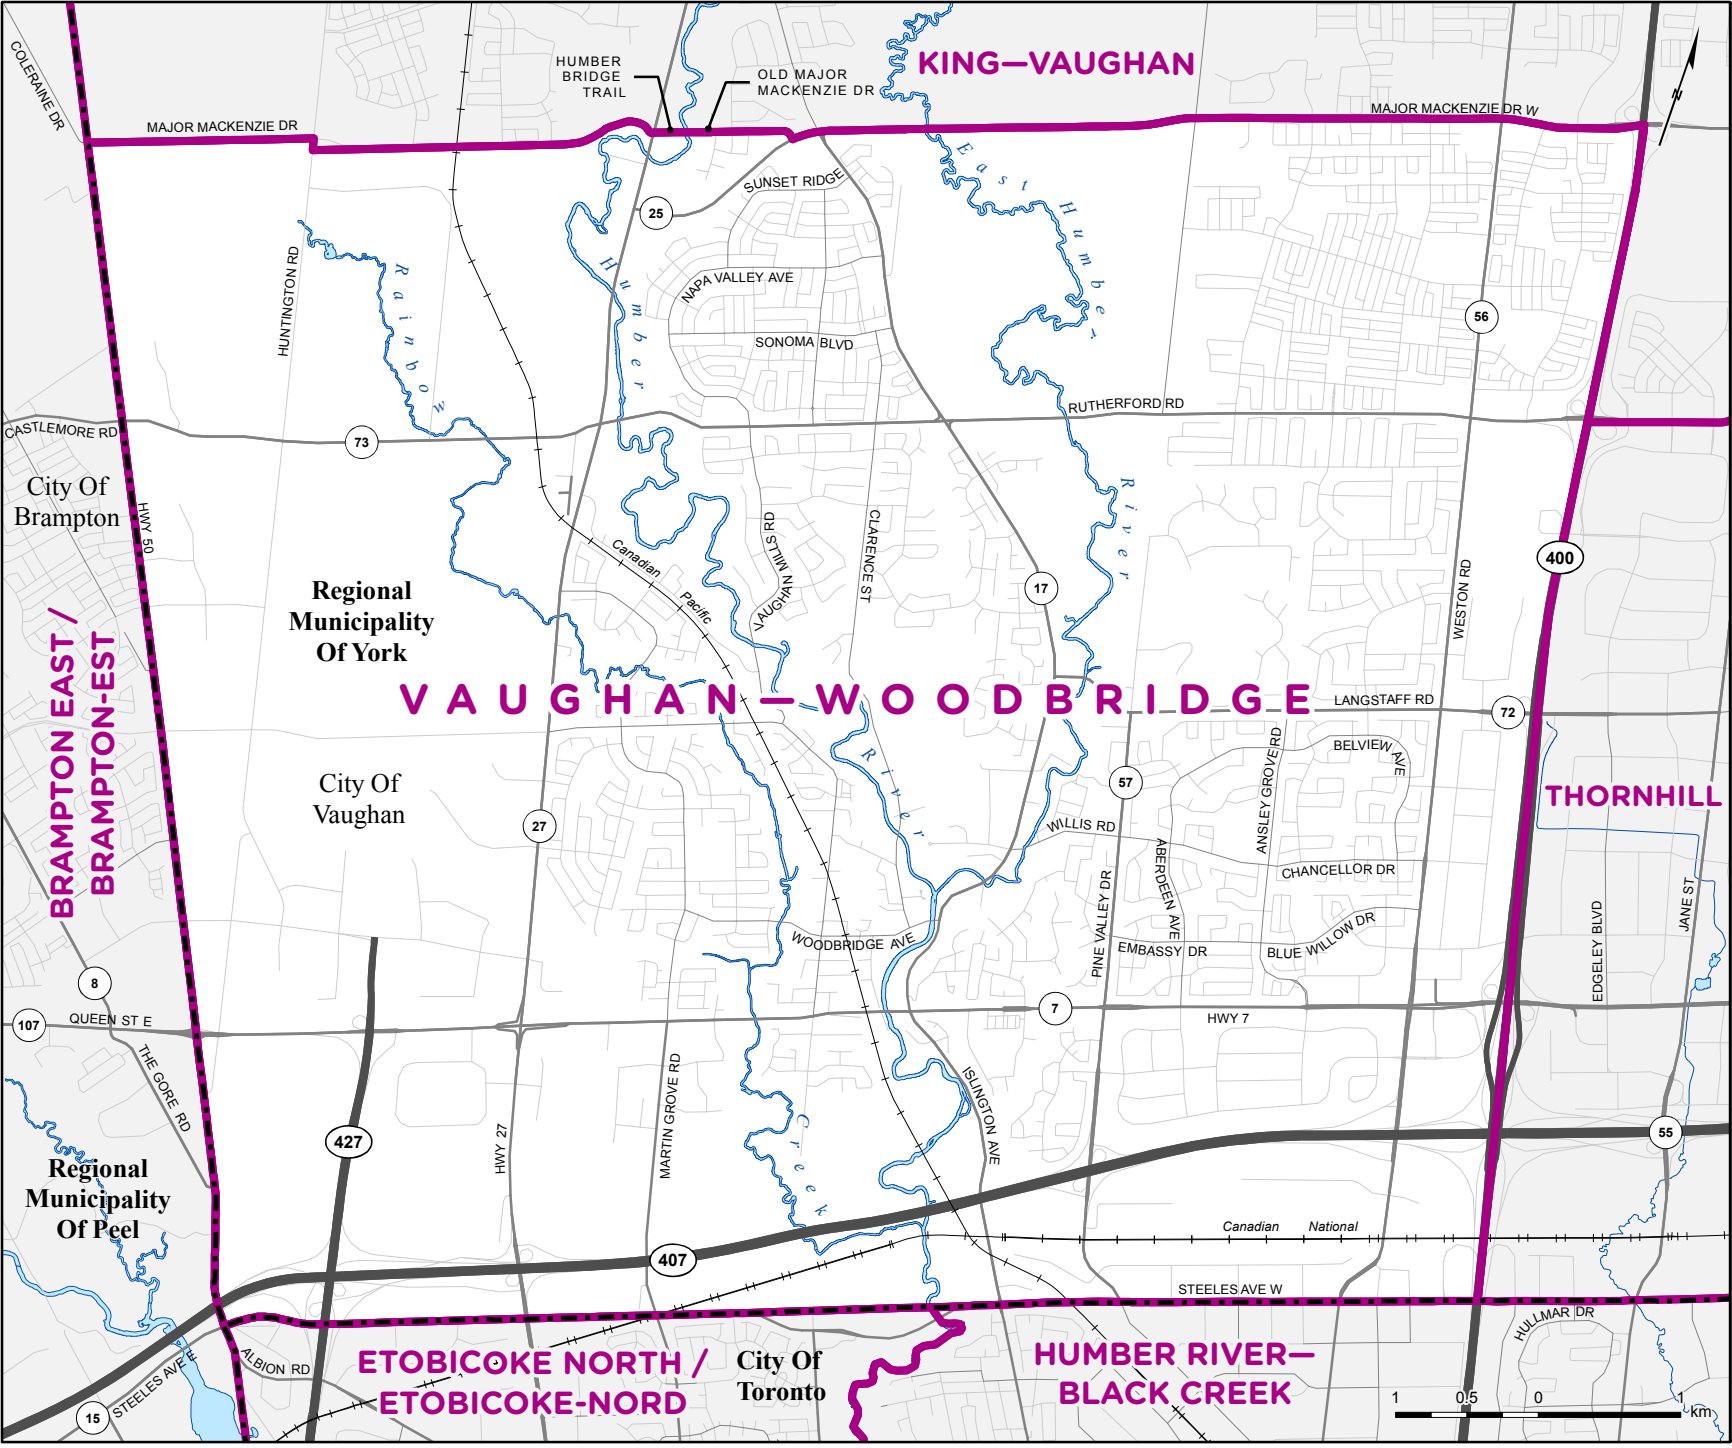 KING—VAUGHAN
HUMBER
BRIDGE
TRAIL
OLD MAJOR
MACKENZIE DR
COLERAINE DR
MAJOR MACKENZIE DR
MAJOR MACKENZIE DR W
N
East Humber River
SUNSET RIDGE
25
HUNTINGTON RD
Rainbow
Humber
NAPA VALLEY AVE
SONOMA BLVD
56
RUTHERFORD RD
CASTLEMORE RD
73
City Of
Brampton
HWY 50
Canadian
Pacific
VAUGHAN MILLS RD
CLARENCE ST
17
400
WESTON RD
Regional
Municipality
Of York
BRAMPTON EAST /
BRAMPTON-EST
VAUGHAN—WOODBRIDGE
LANGSTAFF RD
72
River
BELVIEW AVE
ANSLEY GROVE RD
57
THORNHILL
City Of
Vaughan
27
WILLIS RD
ABERDEEN AVE
CHANCELLOR DR
PINE VALLEY DR
JANE ST
EDGELEY BLVD
WOODBRIDGE AVE
EMBASSY DR
BLUE WILLOW DR
8
107
QUEEN ST E
7
HWY 7
THE GORE RD
MARTIN GROVE RD
ISLINGTON AVE
HWY 27
427
Creek
55
Regional
Municipality
Of Peel
407
Canadian National
STEELES AVE W
HULLMAR DR
ALBION RD
STEELES AVE E
15
ETOBICOKE NORTH /
ETOBICOKE-NORD
City Of
Toronto
HUMBER RIVER—
BLACK CREEK
1 0.5 0 1
km